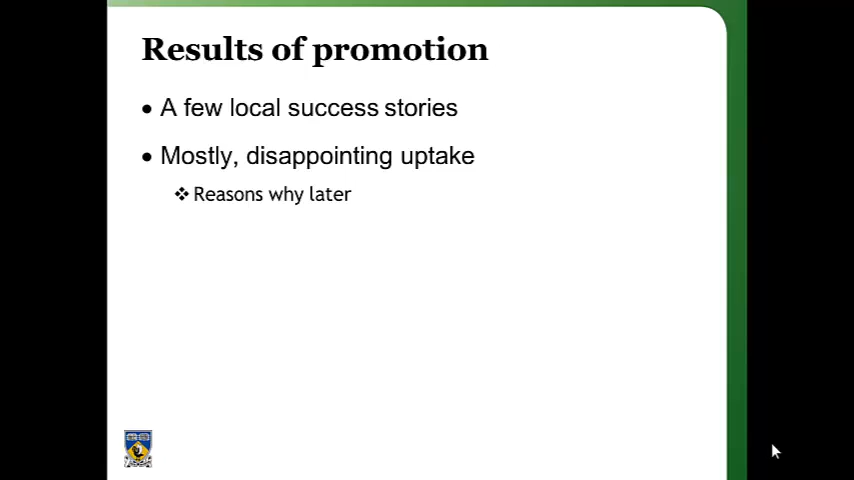 Results of promotion
• A few local success stories
• Mostly, disappointing uptake
❖ Reasons why later